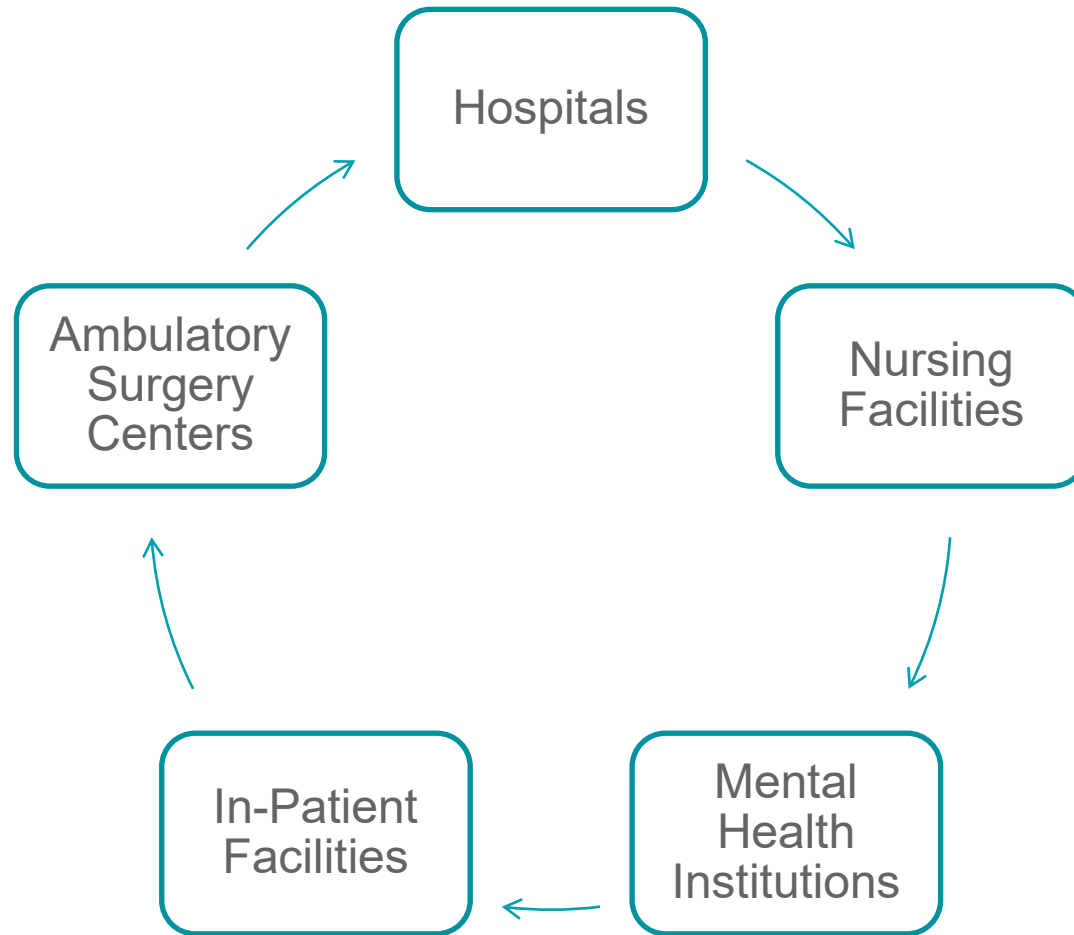 Hospitals
Nursing
Facilities
Mental
Health
Institutions
In-Patient
Facilities
Ambulatory
Surgery
Centers